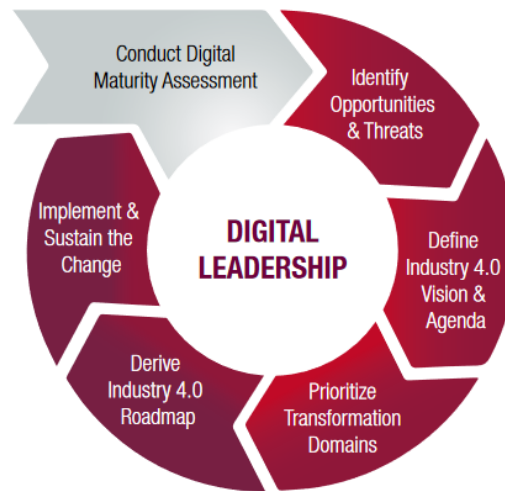 Conduct Digital
Maturity Assessment
Identify
Opportunities
& Threats
Define
Industry 4.0
Vision &
Agenda
Prioritize
Transformation
Domains
Derive
Industry 4.0
Roadmap
Implement &
Sustain the
Change
DIGITAL
LEADERSHIP